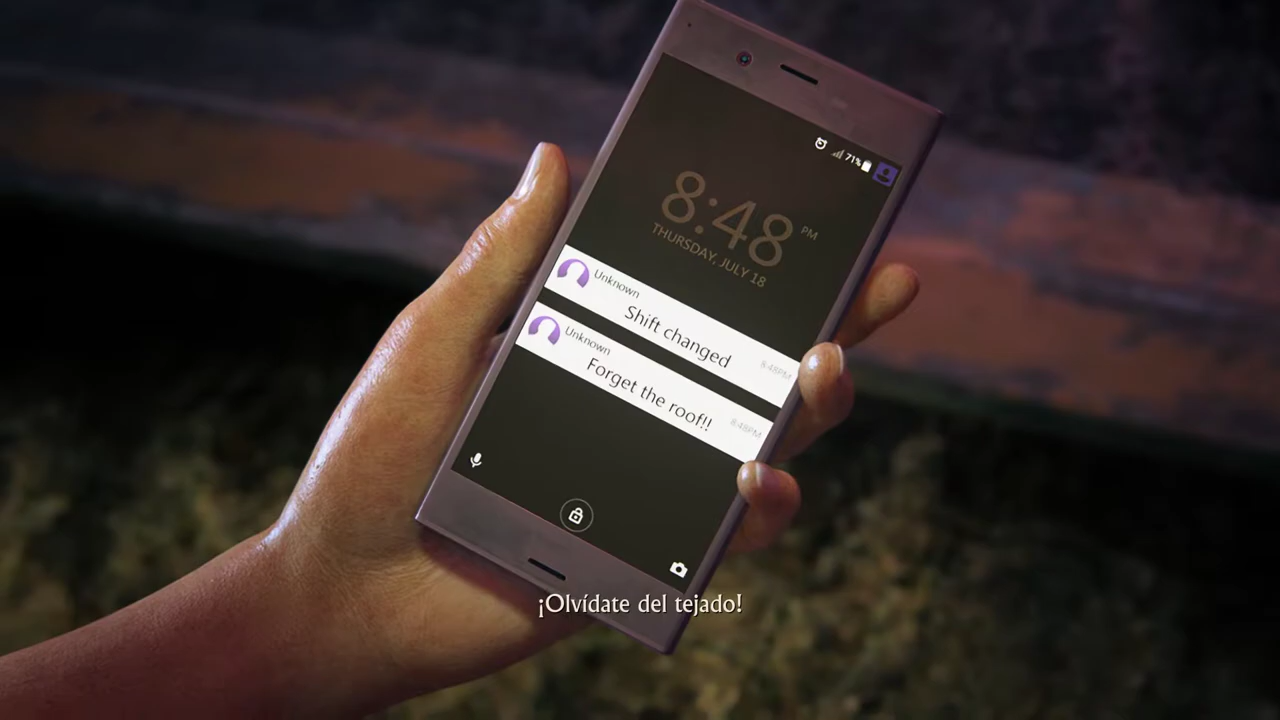 71%
8:48 PM
THURSDAY, JULY 18
Unknown
Shift changed
8:48PM
Unknown
Forget the roof!!
8:48PM
¡Olvídate del tejado!